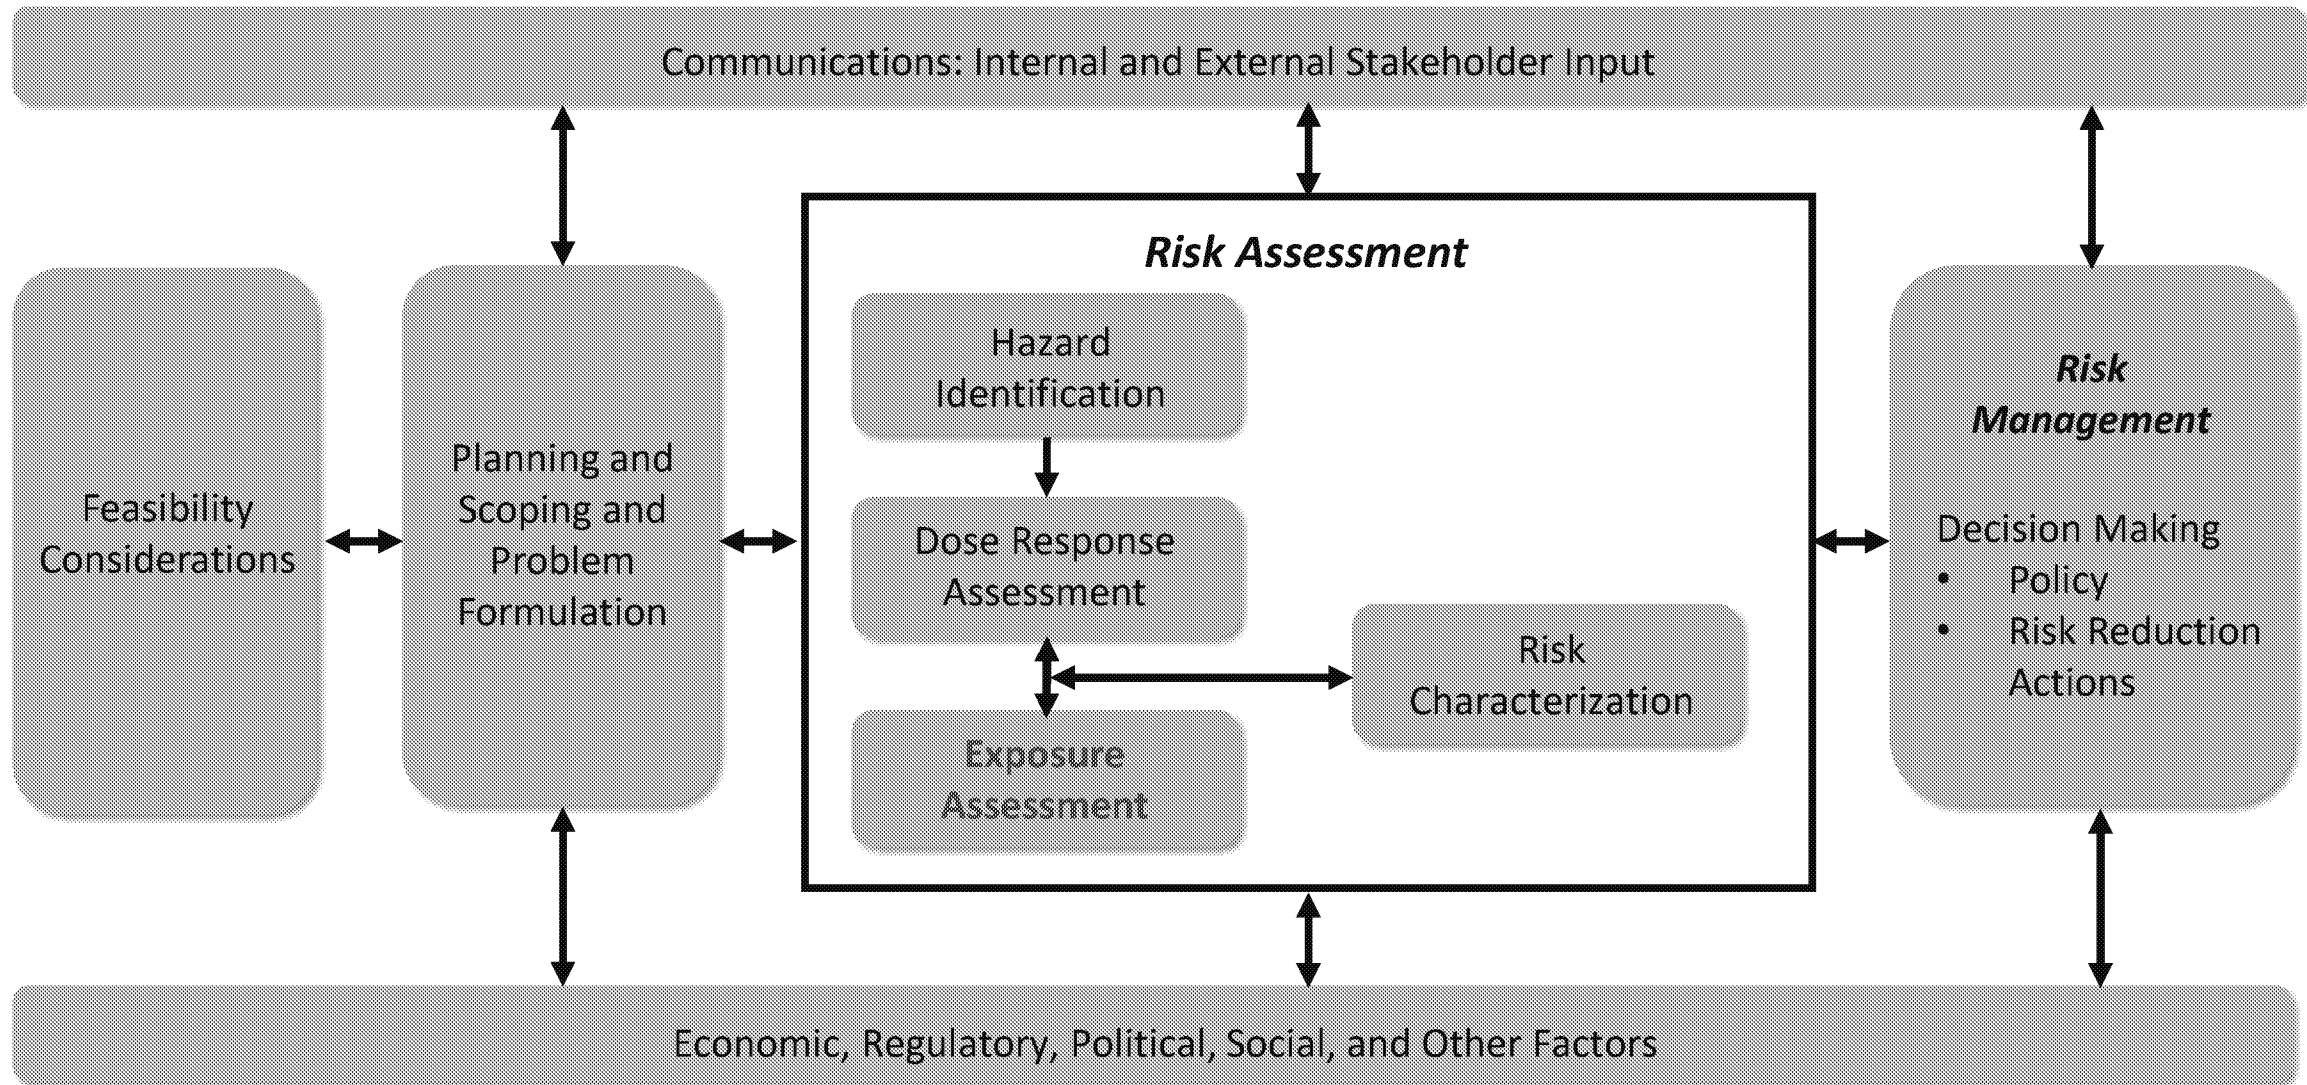 Communications: Internal and External Stakeholder Input
Feasibility
Considerations
Planning and
Scoping and
Problem
Formulation
Risk Assessment
Hazard
Identification
Dose Response
Assessment
Exposure
Assessment
Risk
Characterization
Risk
Management
Decision Making
• Policy
• Risk Reduction
Actions
Economic, Regulatory, Political, Social, and Other Factors